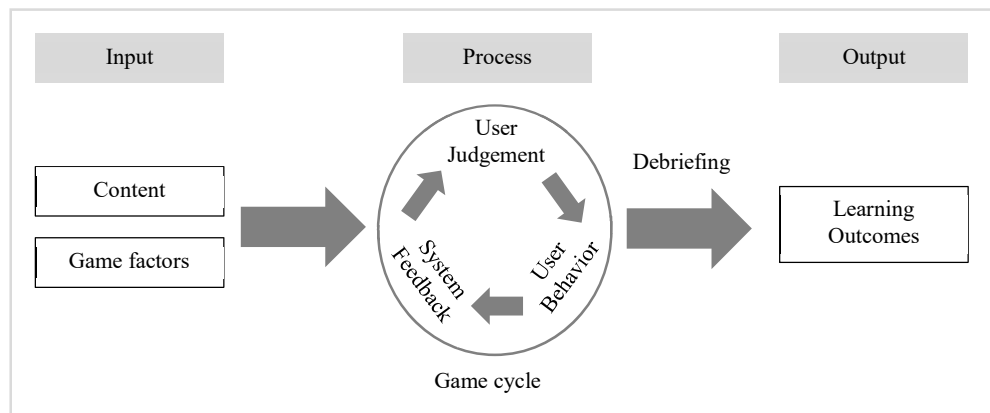 Input
Process
Output
Content
Game factors
User
Judgement
User
Behavior
System
Feedback
Game cycle
Debriefing
Learning
Outcomes